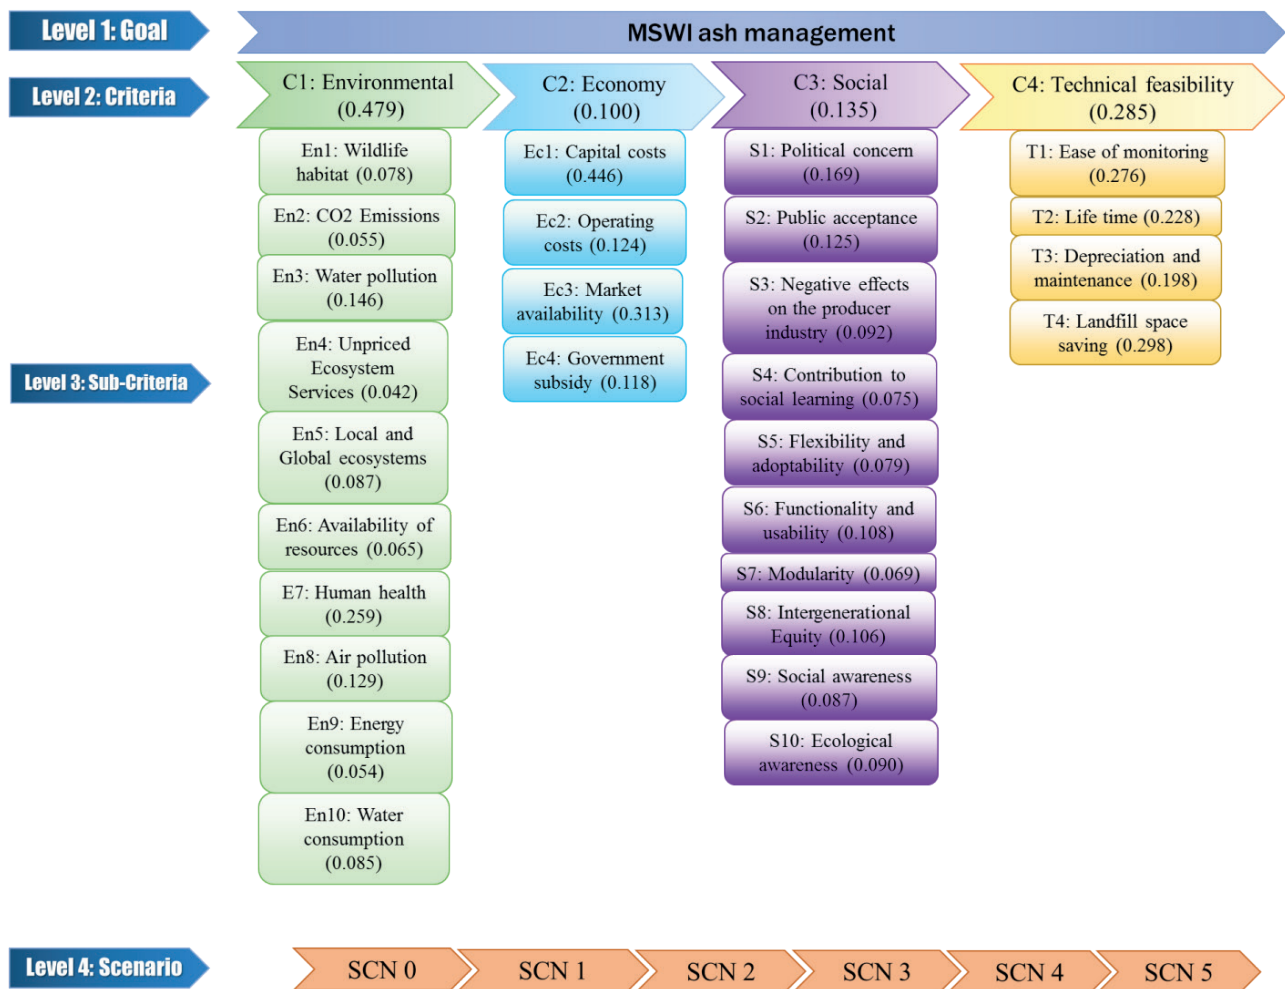 Level 1: Goal
MSWI ash management
Level 2: Criteria
C1: Environmental
(0.479)
C2: Economy
(0.100)
C3: Social
(0.135)
C4: Technical feasibility
(0.285)
Level 3: Sub-Criteria
En1: Wildlife
habitat (0.078)
En2: CO2 Emissions
(0.055)
En3: Water pollution
(0.146)
En4: Unpriced
Ecosystem
Services (0.042)
En5: Local and
Global ecosystems
(0.087)
En6: Availability of
resources (0.065)
E7: Human health
(0.259)
En8: Air pollution
(0.129)
En9: Energy
consumption
(0.054)
En10: Water
consumption
(0.085)
Ec1: Capital costs
(0.446)
Ec2: Operating
costs (0.124)
Ec3: Market
availability (0.313)
Ec4: Government
subsidy (0.118)
S1: Political concern
(0.169)
S2: Public acceptance
(0.125)
S3: Negative effects
on the producer
industry (0.092)
S4: Contribution to
social learning (0.075)
S5: Flexibility and
adoptability (0.079)
S6: Functionality and
usability (0.108)
S7: Modularity (0.069)
S8: Intergenerational
Equity (0.106)
S9: Social awareness
(0.087)
S10: Ecological
awareness (0.090)
T1: Ease of monitoring
(0.276)
T2: Life time (0.228)
T3: Depreciation and
maintenance (0.198)
T4: Landfill space
saving (0.298)
Level 4: Scenario
SCN 0
SCN 1
SCN 2
SCN 3
SCN 4
SCN 5